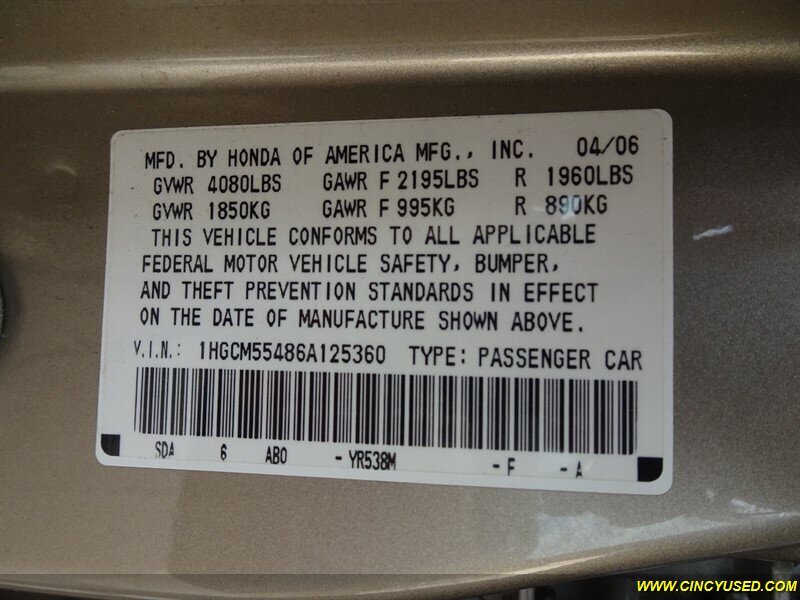 MFD. BY HONDA OF AMERICA MFG., INC. 04/06
GVWR 4080LBS GAWR F 2195LBS R 1960LBS
GVWR 1850KG GAWR F 995KG R 890KG
THIS VEHICLE CONFORMS TO ALL APPLICABLE
FEDERAL MOTOR VEHICLE SAFETY, BUMPER,
AND THEFT PREVENTION STANDARDS IN EFFECT
ON THE DATE OF MANUFACTURE SHOWN ABOVE.
V.I.N.: 1HGCM55486A125360 TYPE: PASSENGER CAR
SDA 6 ABO - YR538M - F - A
WWW.CINCYUSED.COM